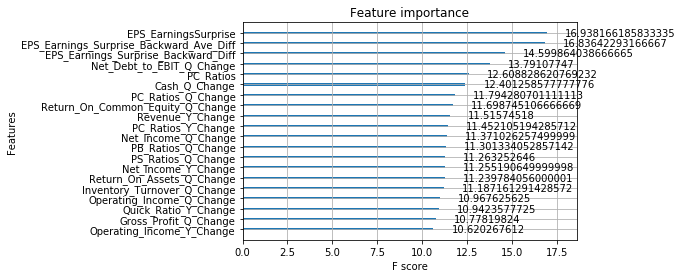 Feature importance
EPS_EarningsSurprise 16.938166185833335
EPS_Earnings_Surprise_Backward_Ave_Diff 16.83642293166667
EPS_Earnings_Surprise_Backward_Diff 14.599864038666665
Net_Debt_to_EBIT_Q_Change 13.79107747
PC_Ratios 12.608828620769232
Cash_Q_Change 12.401258577777776
PC_Ratios_Q_Change 11.794280701111113
Return_On_Common_Equity_Q_Change 11.698745106666669
Revenue_Y_Change 11.51574518
PC_Ratios_Y_Change 11.452105194285712
Net_Income_Q_Change 11.371026257499999
PB_Ratios_Q_Change 11.301334052857142
PS_Ratios_Q_Change 11.263252646
Net_Income_Y_Change 11.255190649999998
Return_On_Assets_Q_Change 11.239784056000001
Inventory_Turnover_Q_Change 11.187161291428572
Operating_Income_Q_Change 10.967625625
Quick_Ratio_Y_Change 10.9423577725
Gross_Profit_Q_Change 10.77819824
Operating_Income_Y_Change 10.620267612
Features
0.0 2.5 5.0 7.5 10.0 12.5 15.0 17.5
F score